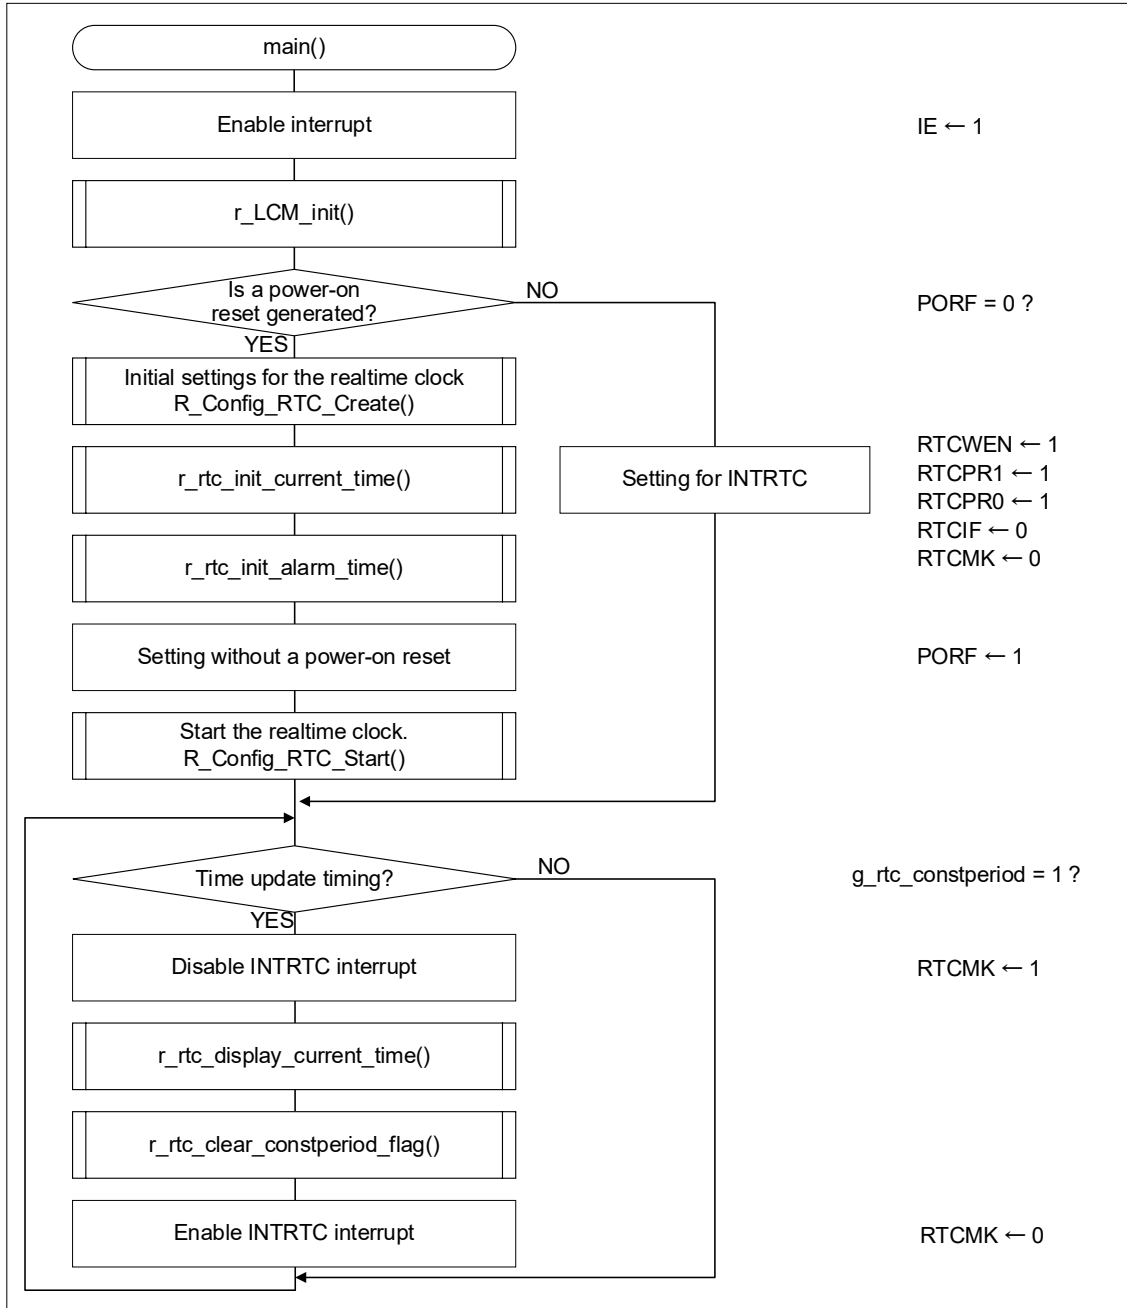 main()
Enable interrupt
IE ← 1
r_LCM_init()
Is a power-on
reset generated?
NO
PORF = 0 ?
YES
Initial settings for the realtime clock
R_Config_RTC_Create()
r_rtc_init_current_time()
Setting for INTRTC
RTCWEN ← 1
RTCPR1 ← 1
RTCPR0 ← 1
RTCIF ← 0
RTCMK ← 0
r_rtc_init_alarm_time()
Setting without a power-on reset
PORF ← 1
Start the realtime clock.
R_Config_RTC_Start()
Time update timing?
NO
g_rtc_constperiod = 1 ?
YES
Disable INTRTC interrupt
RTCMK ← 1
r_rtc_display_current_time()
r_rtc_clear_constperiod_flag()
Enable INTRTC interrupt
RTCMK ← 0